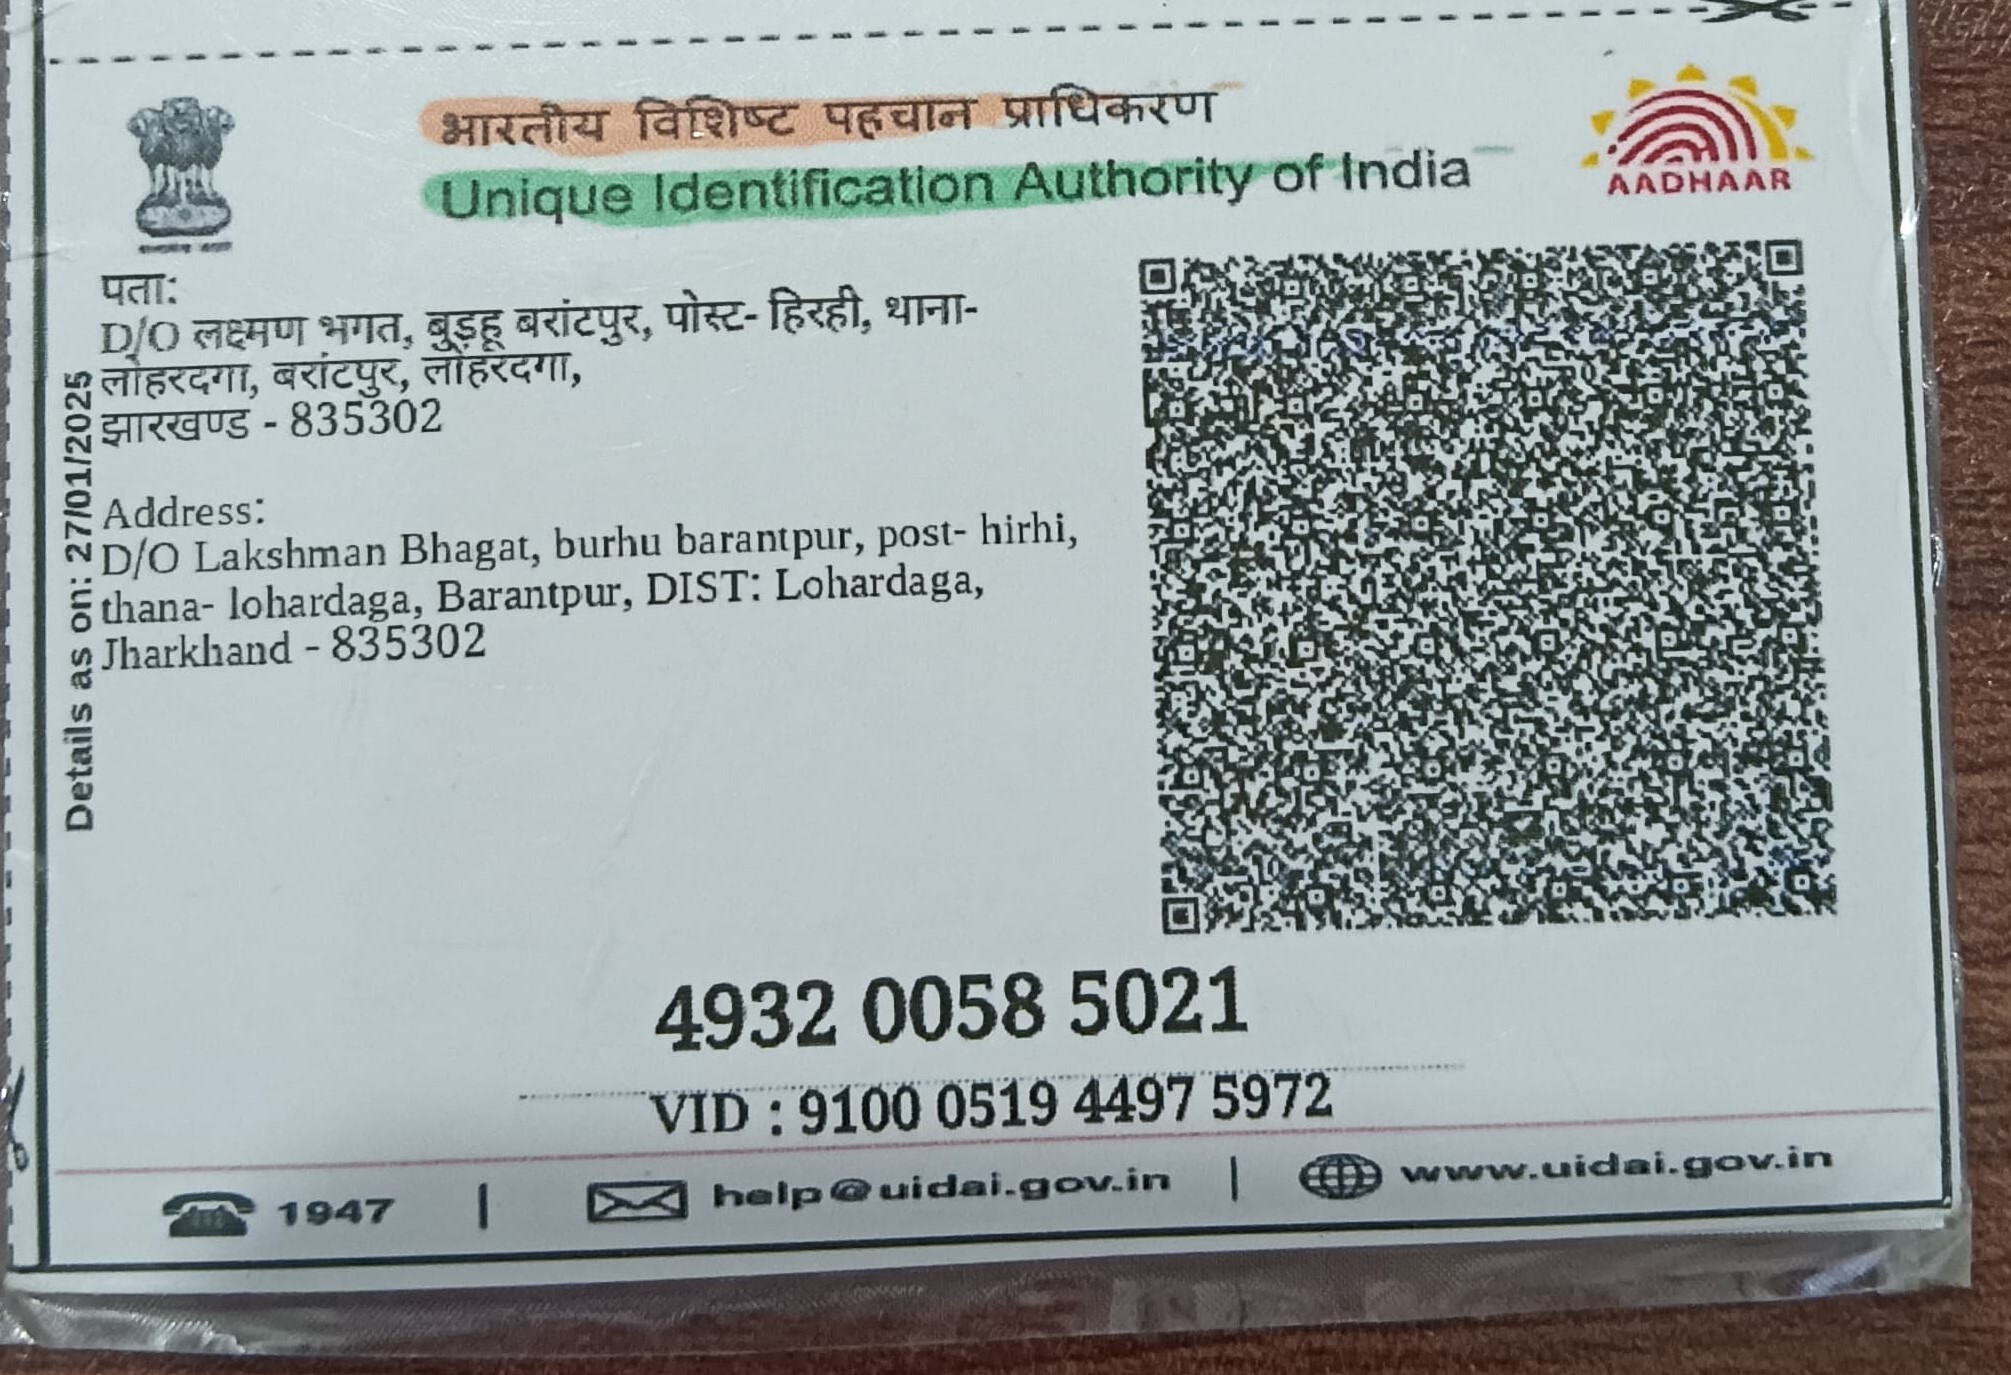 भारतीय विशिष्ट पहचान प्राधिकरण
Unique Identification Authority of India
AADHAAR
पता:
D/O लक्ष्मण भगत, बुड़हू बरांटपुर, पोस्ट- हिरही, थाना-
लोहरदगा, बरांटपुर, लोहरदगा,
झारखण्ड - 835302
Address:
D/O Lakshman Bhagat, burhu barantpur, post- hirhi,
thana- lohardaga, Barantpur, DIST: Lohardaga,
Jharkhand - 835302
Details as on: 27/01/2025
4932 0058 5021
VID : 9100 0519 4497 5972
1947 | help@uidai.gov.in | www.uidai.gov.in